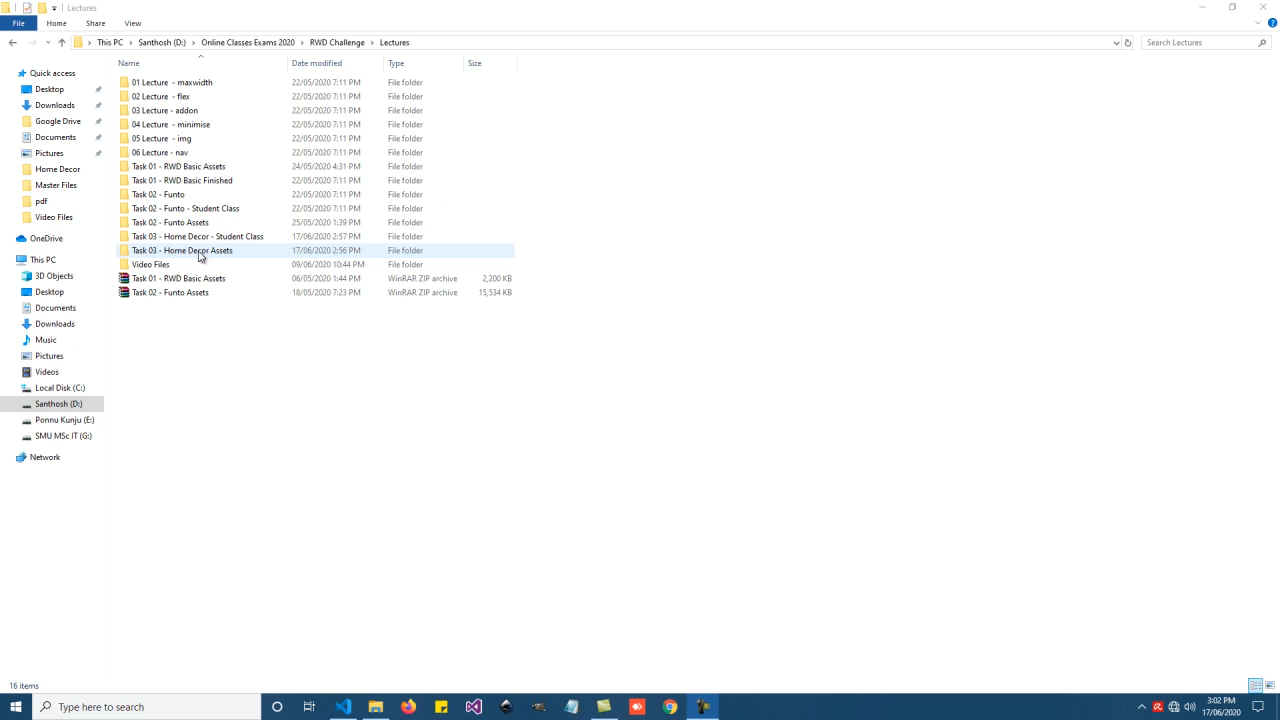 Lectures
File Home Share View
This PC Santhosh (D:) Online Classes Exams 2020 RWD Challenge Lectures Search Lectures
Name Date modified Type Size
Quick access
Desktop
Downloads
Google Drive
Documents
Pictures
Home Decor
Master Files
pdf
Video Files
OneDrive
This PC
3D Objects
Desktop
Documents
Downloads
Music
Pictures
Videos
Local Disk (C:)
Santhosh (D:)
Ponnu Kunju (E:)
SMU MSc IT (G:)
Network
01 Lecture - maxwidth 22/05/2020 7:11 PM File folder
02 Lecture - flex 22/05/2020 7:11 PM File folder
03 Lecture - addon 22/05/2020 7:11 PM File folder
04 Lecture - minimise 22/05/2020 7:11 PM File folder
05 Lecture - img 22/05/2020 7:11 PM File folder
06 Lecture - nav 22/05/2020 7:11 PM File folder
Task 01 - RWD Basic Assets 24/05/2020 4:31 PM File folder
Task 01 - RWD Basic Finished 22/05/2020 7:11 PM File folder
Task 02 - Funto 22/05/2020 7:11 PM File folder
Task 02 - Funto - Student Class 22/05/2020 7:11 PM File folder
Task 02 - Funto Assets 25/05/2020 1:39 PM File folder
Task 03 - Home Decor - Student Class 17/06/2020 2:57 PM File folder
Task 03 - Home Decor Assets 17/06/2020 2:56 PM File folder
Video Files 09/06/2020 10:44 PM File folder
Task 01 - RWD Basic Assets 06/05/2020 1:44 PM WinRAR ZIP archive 2,200 KB
Task 02 - Funto Assets 18/05/2020 7:23 PM WinRAR ZIP archive 15,534 KB
16 items
Type here to search
3:02 PM
17/06/2020